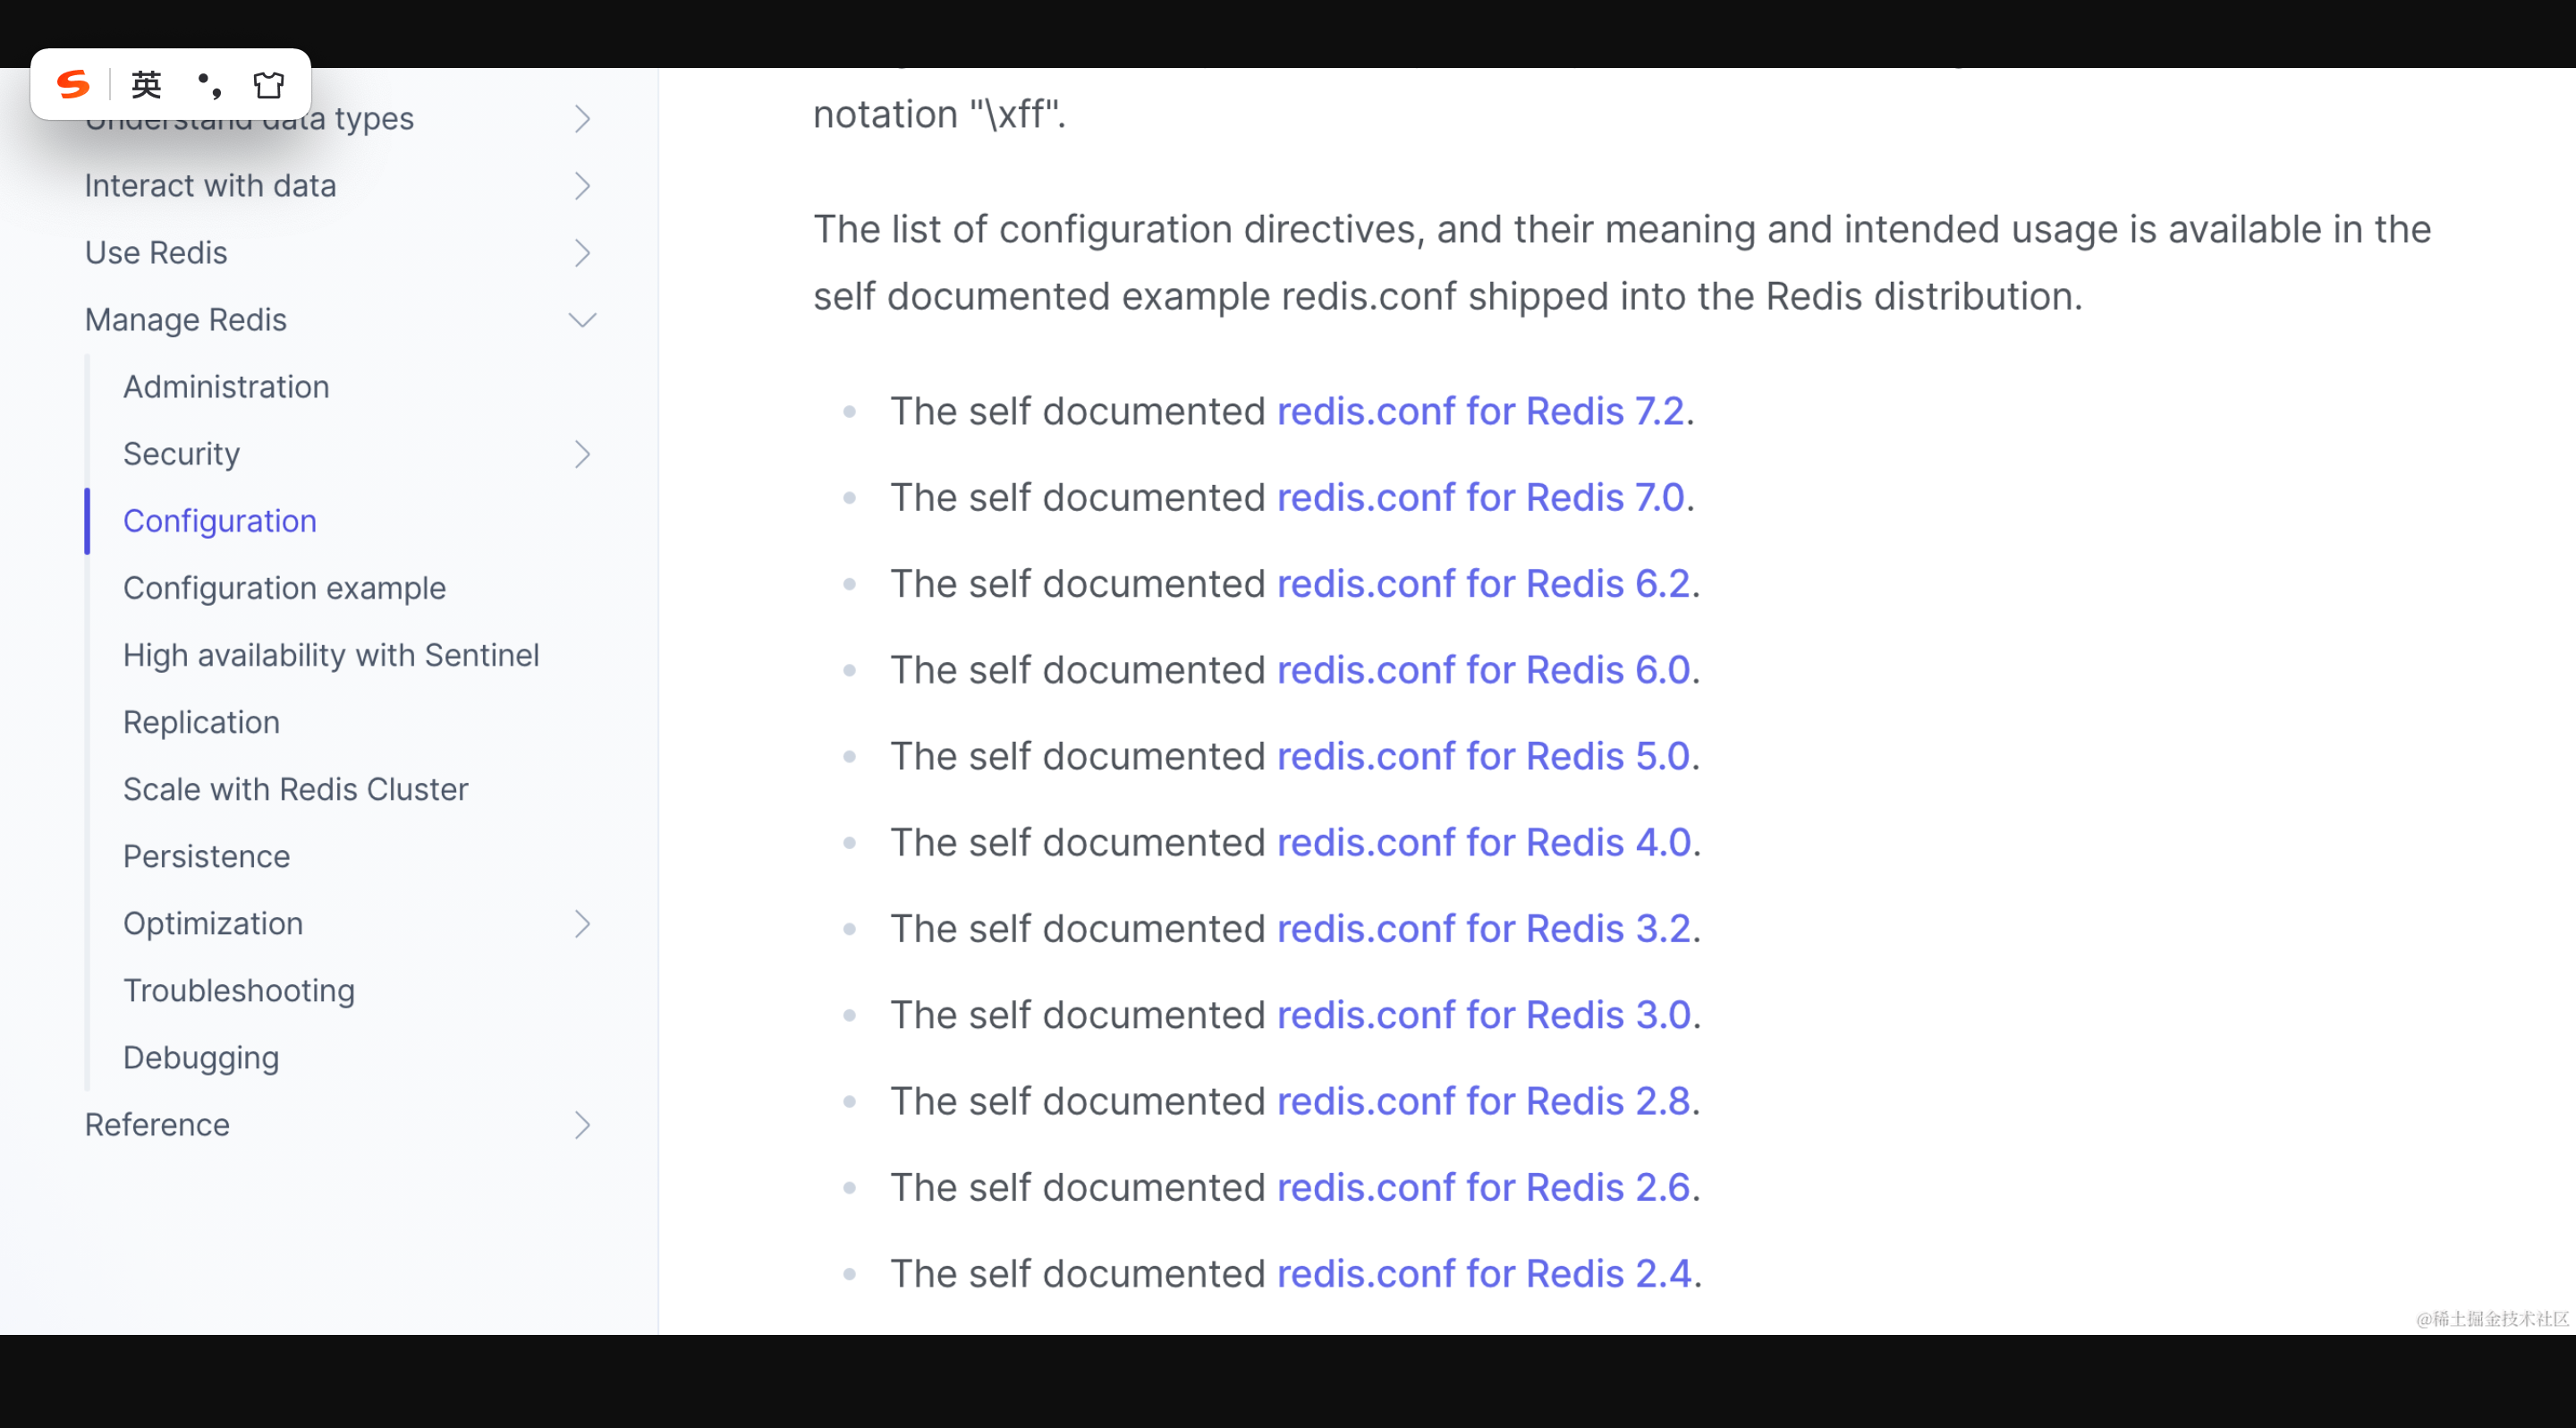 英
Understand data types
Interact with data
Use Redis
Manage Redis
Administration
Security
Configuration
Configuration example
High availability with Sentinel
Replication
Scale with Redis Cluster
Persistence
Optimization
Troubleshooting
Debugging
Reference
notation "\xff".
The list of configuration directives, and their meaning and intended usage is available in the
self documented example redis.conf shipped into the Redis distribution.
The self documented redis.conf for Redis 7.2.
The self documented redis.conf for Redis 7.0.
The self documented redis.conf for Redis 6.2.
The self documented redis.conf for Redis 6.0.
The self documented redis.conf for Redis 5.0.
The self documented redis.conf for Redis 4.0.
The self documented redis.conf for Redis 3.2.
The self documented redis.conf for Redis 3.0.
The self documented redis.conf for Redis 2.8.
The self documented redis.conf for Redis 2.6.
The self documented redis.conf for Redis 2.4.
@稀土掘金技术社区